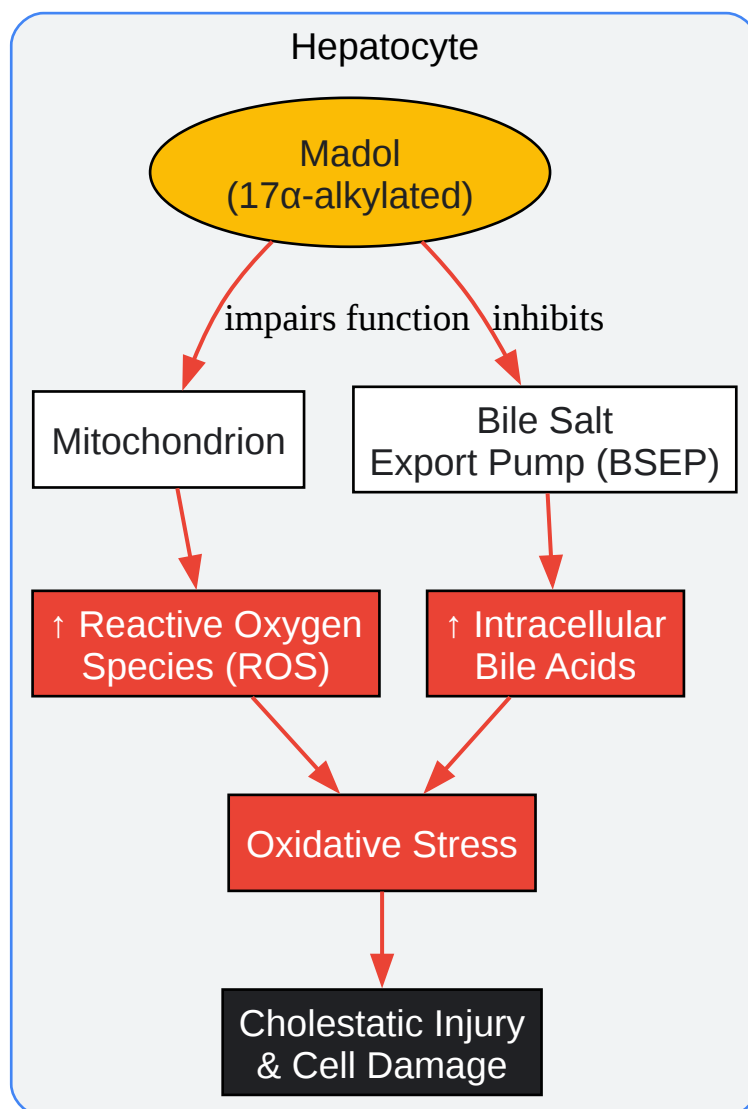 Hepatocyte
Madol
(17α-alkylated)
impairs function
inhibits
Mitochondrion
Bile Salt
Export Pump (BSEP)
↑ Reactive Oxygen
Species (ROS)
↑ Intracellular
Bile Acids
Oxidative Stress
Cholestatic Injury
& Cell Damage